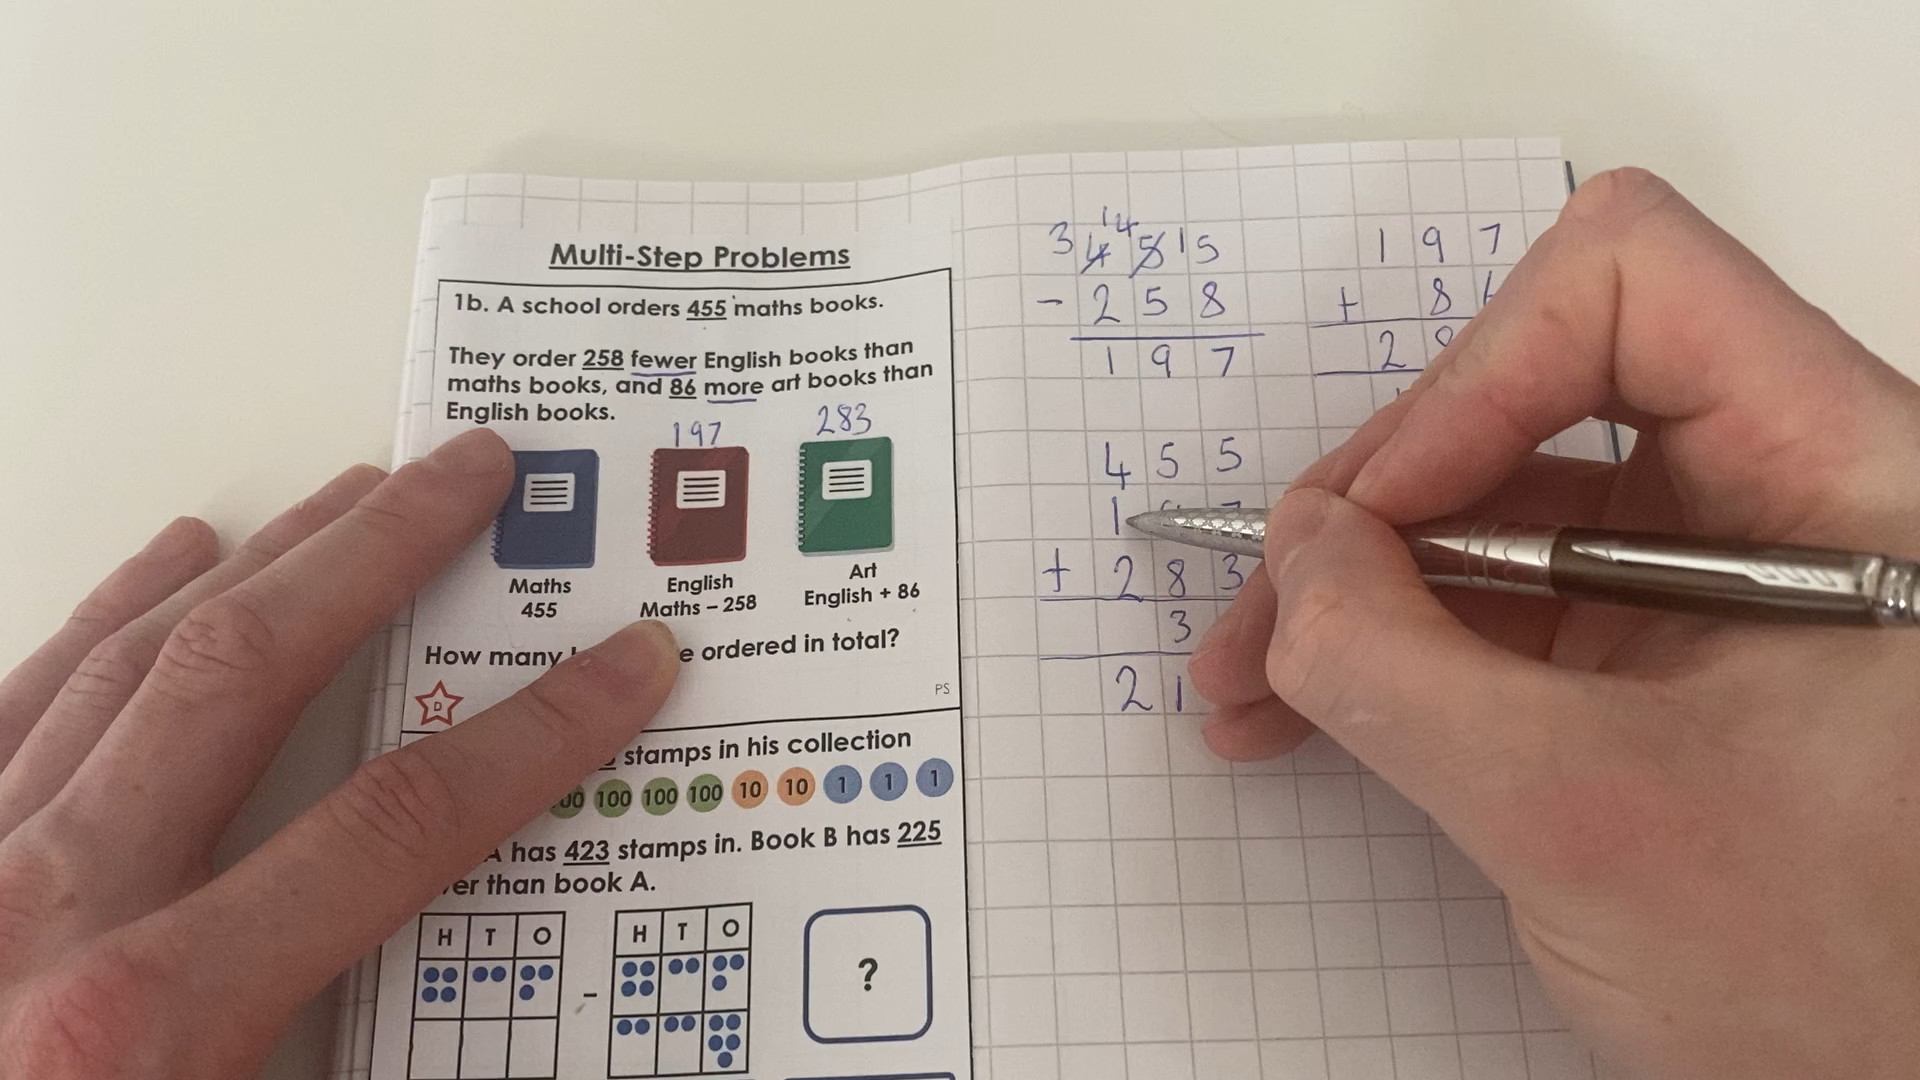 Multi-Step Problems
1b. A school orders 455 maths books.
They order 258 fewer English books than
maths books, and 86 more art books than
English books.
197
283
Maths
455
English
Maths – 258
Art
English + 86
How many
e ordered in total?
D
PS
stamps in his collection
100 100 100 10 10 1 1 1
has 423 stamps in. Book B has 225
than book A.
H T O
–
H T O
?
3 14
4 5 15
- 2 5 8
1 9 7
1 9 7
+ 8
2 8
4 5 5
1
+ 2 8 3
3
2 1